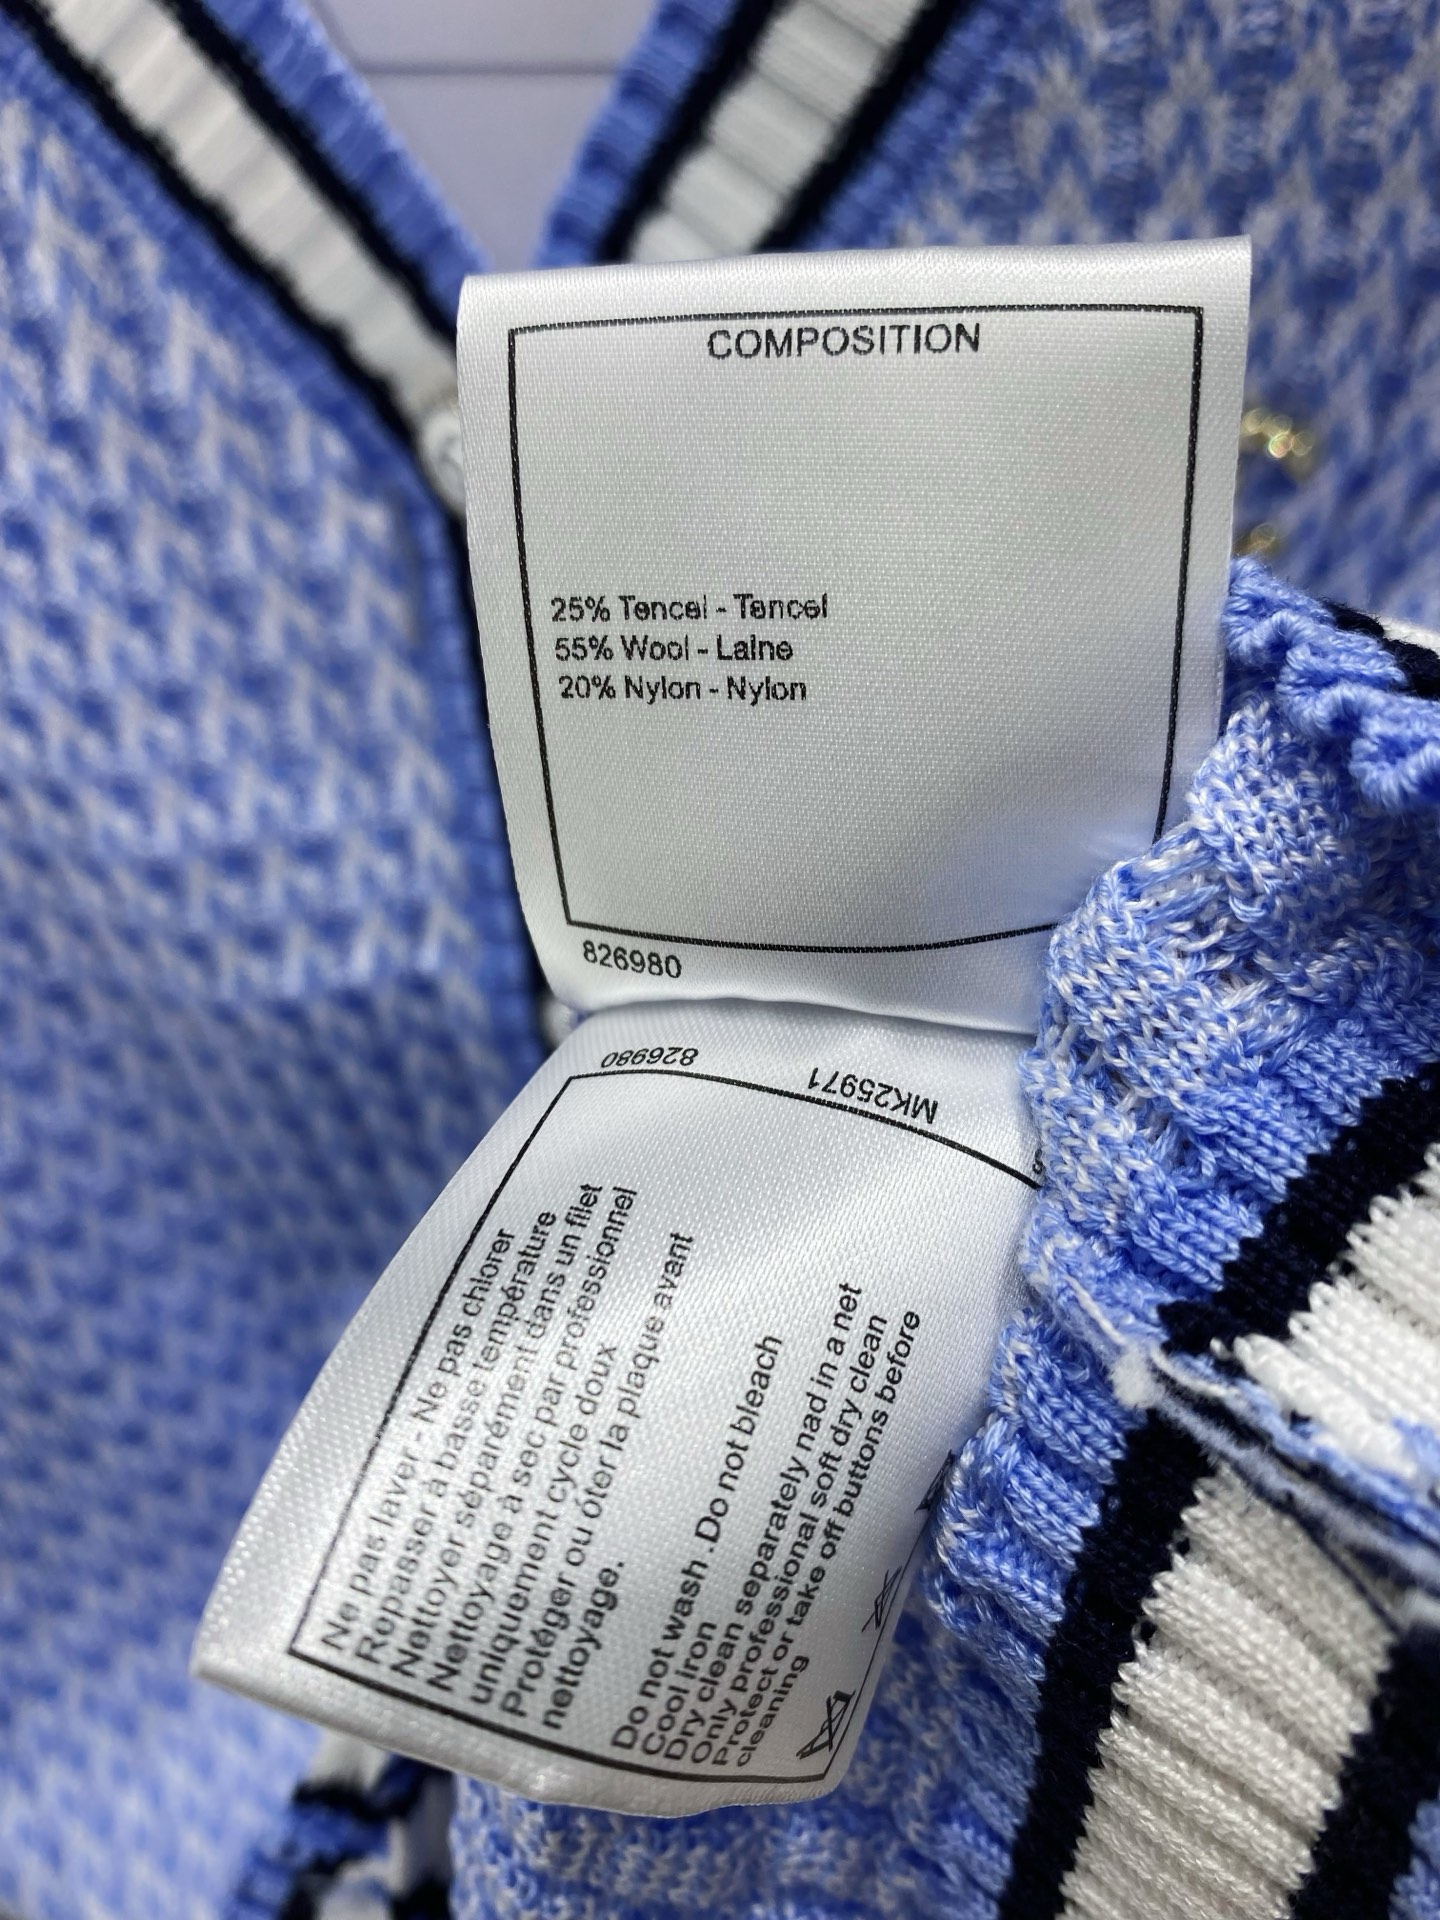 COMPOSITION
25% Tencel - Tencel
55% Wool - Laine
20% Nylon - Nylon
826980
826980
MK25971
Ne pas laver - Ne pas chlorer
Repasser à basse température
Nettoyer séparément dans un filet
Nettoyage à sec par professionnel
uniquement cycle doux
Protéger ou óter la plaque avant
nettoyage.
Do not wash . Do not bleach
Cool iron
Dry clean separately nad in a net
Only professional soft dry clean
Protect or take off buttons before
cleaning